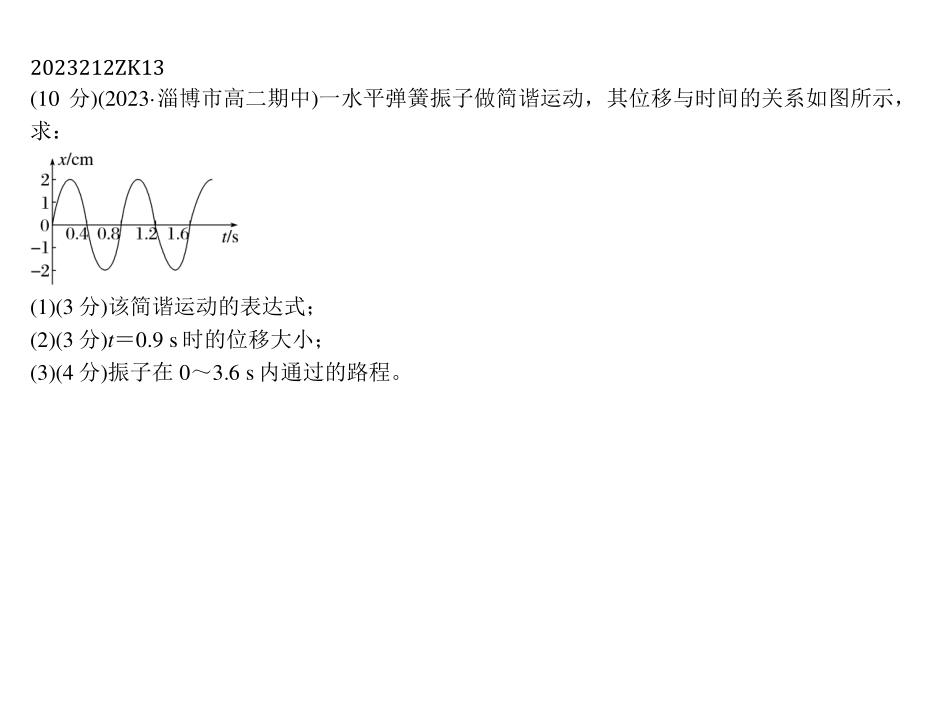 2023212ZK13
(10 分)(2023·淄博市高二期中)一水平弹簧振子做简谐运动，其位移与时间的关系如图所示，
求：
x/cm
2
1
0
0.4 0.8 1.2 1.6
t/s
−1
−2
(1)(3 分)该简谐运动的表达式；
(2)(3 分)t＝0.9 s 时的位移大小；
(3)(4 分)振子在 0～3.6 s 内通过的路程。